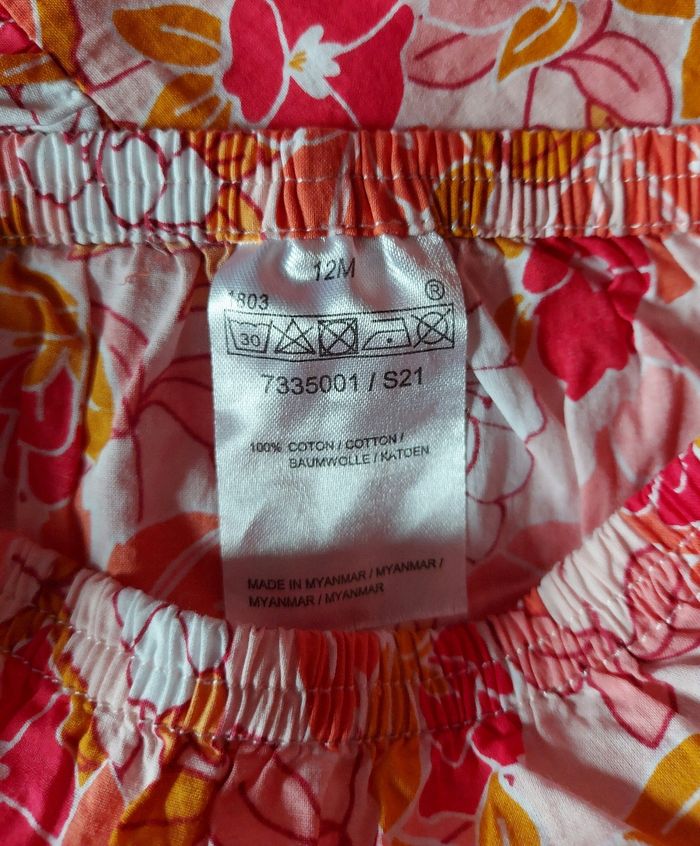 12M
1803
®
30
7335001 / S21
100% COTON / COTTON /
BAUMWOLLE / KATOEN
MADE IN MYANMAR / MYANMAR /
MYANMAR / MYANMAR